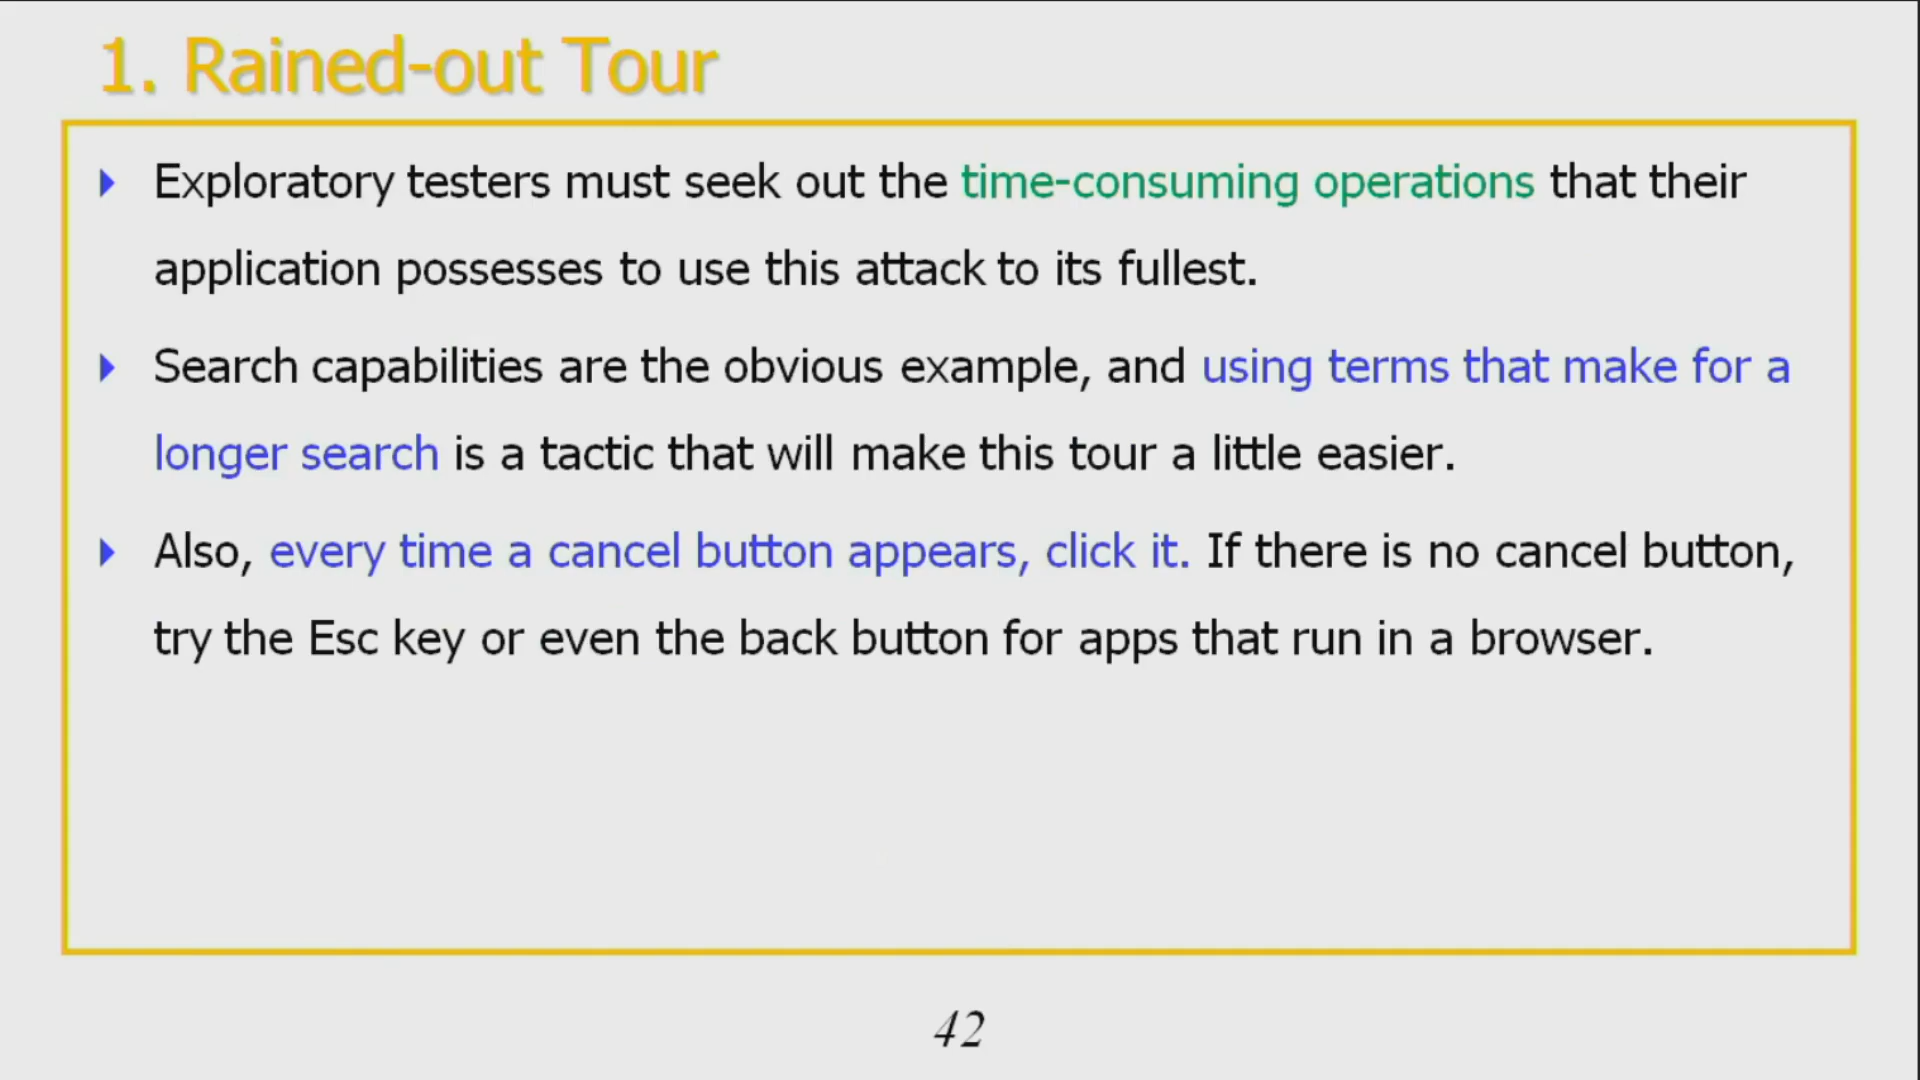 1. Rained-out Tour
Exploratory testers must seek out the time-consuming operations that their
application possesses to use this attack to its fullest.
Search capabilities are the obvious example, and using terms that make for a
longer search is a tactic that will make this tour a little easier.
Also, every time a cancel button appears, click it. If there is no cancel button,
try the Esc key or even the back button for apps that run in a browser.
42